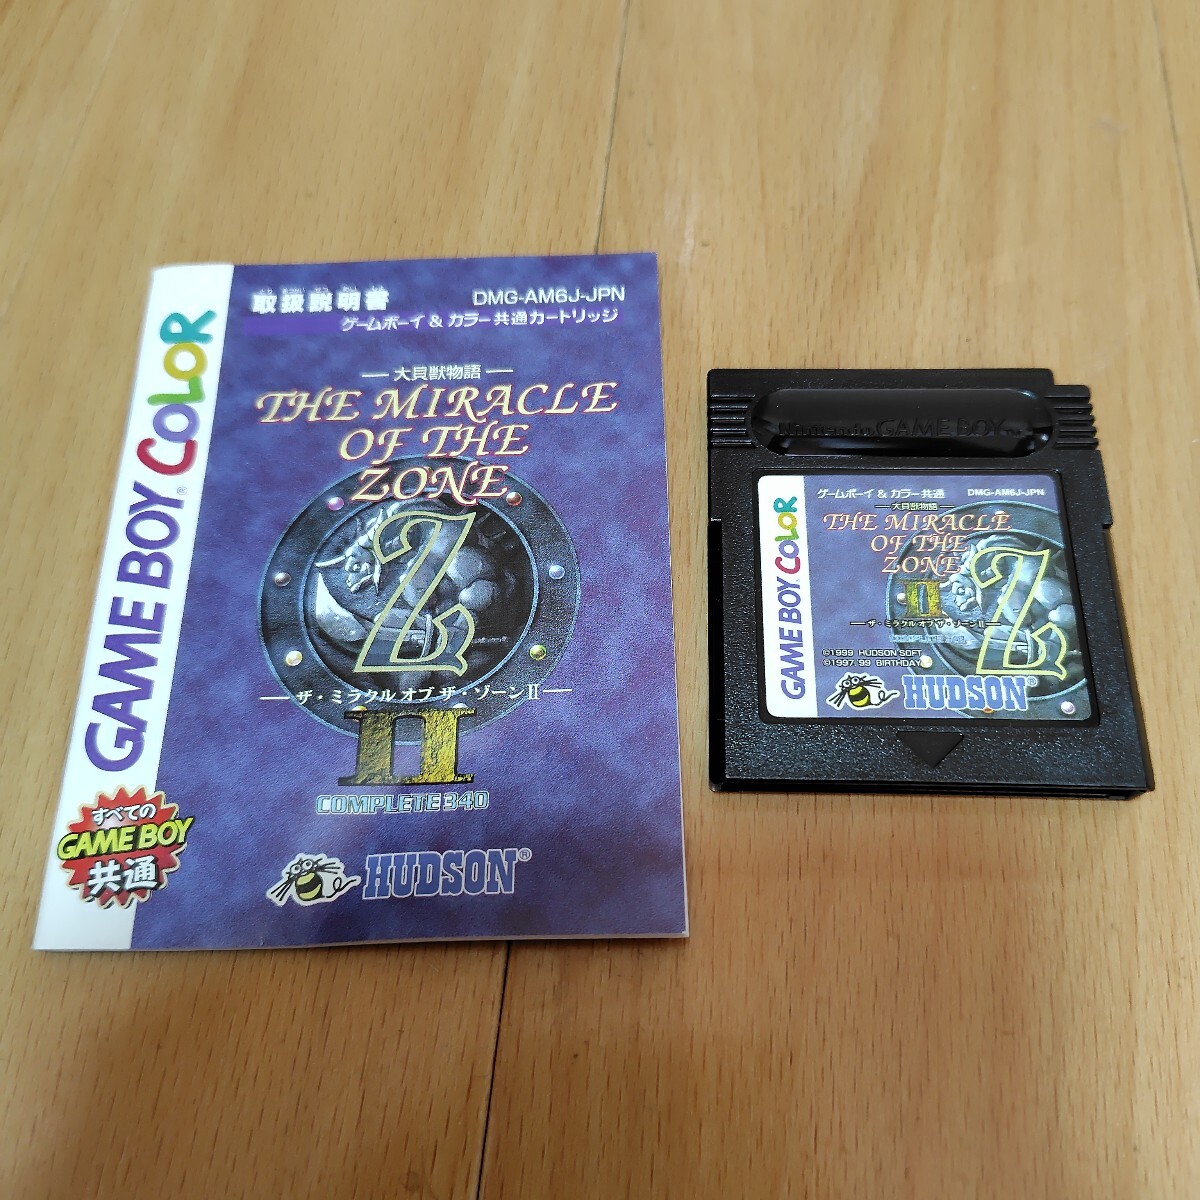 取扱説明書
DMG-AM6J-JPN
ゲームボーイ & カラー共通カートリッジ
大貝獣物語
THE MIRACLE
OF THE
ZONE
Z
ザ・ミラクル オブ ザ・ゾーンII
II
COMPLETE 340
HUDSON®
GAME BOY® COLOR
すべての
GAME BOY
共通
Nintendo GAME BOY™
ゲームボーイ & カラー共通 DMG-AM6J-JPN
大貝獣物語
THE MIRACLE
OF THE
ZONE
Z
II
ザ・ミラクル オブ ザ・ゾーンII
COMPLETE 340
©1999 HUDSON SOFT
©1997, 99 BIRTHDAY
HUDSON®
GAME BOY COLOR